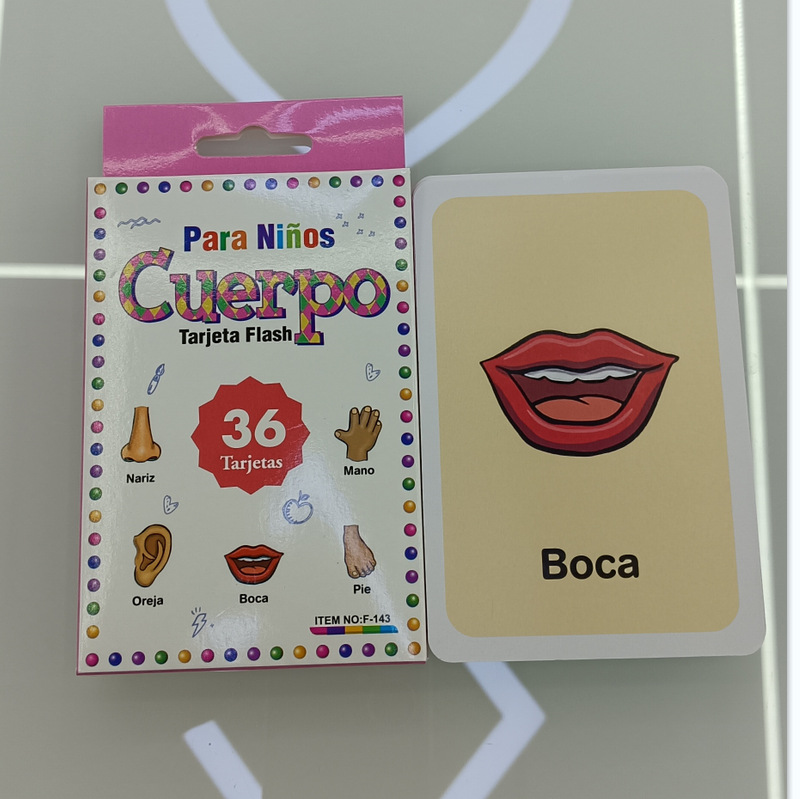 Para Niños
Cuerpo
Tarjeta Flash
36
Tarjetas
Nariz
Mano
Oreja
Boca
Pie
ITEM NO:F-143
Boca